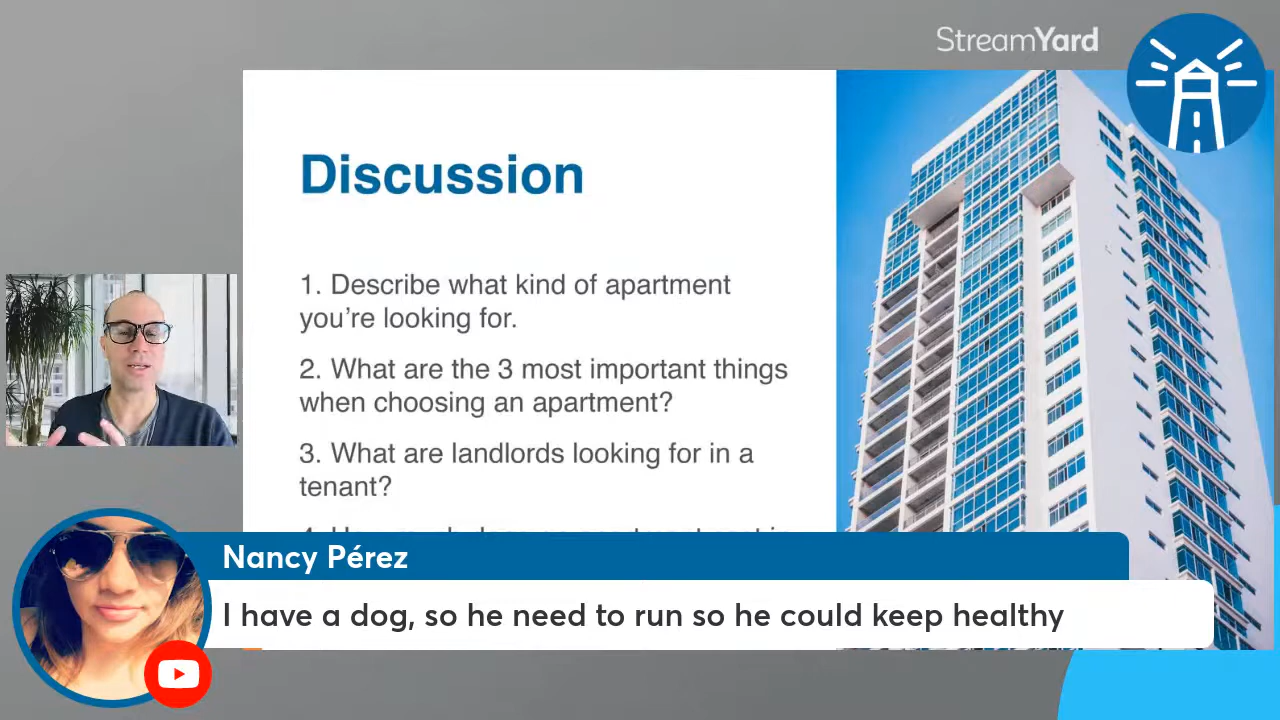 StreamYard
Discussion
1. Describe what kind of apartment
you’re looking for.
2. What are the 3 most important things
when choosing an apartment?
3. What are landlords looking for in a
tenant?
Nancy Pérez
I have a dog, so he need to run so he could keep healthy